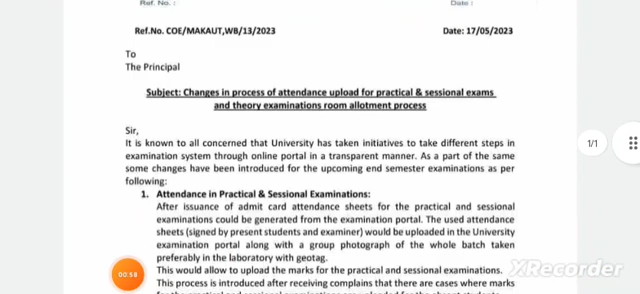 Ref. No. :
Date :
Ref.No. COE/MAKAUT,WB/13/2023
Date: 17/05/2023
To
The Principal
Subject: Changes in process of attendance upload for practical & sessional exams
and theory examinations room allotment process
Sir,
It is known to all concerned that University has taken initiatives to take different steps in
examination system through online portal in a transparent manner. As a part of the same
some changes have been introduced for the upcoming end semester examinations as per
following:
1. Attendance in Practical & Sessional Examinations:
After issuance of admit card attendance sheets for the practical and sessional
examinations could be generated from the examination portal. The used attendance
sheets (signed by present students and examiner) would be uploaded in the University
examination portal along with a group photograph of the whole batch taken
preferably in the laboratory with geotag.
This would allow to upload the marks for the practical and sessional examinations.
This process is introduced after receiving complains that there are cases where marks
1/1
00:58
XRecorder